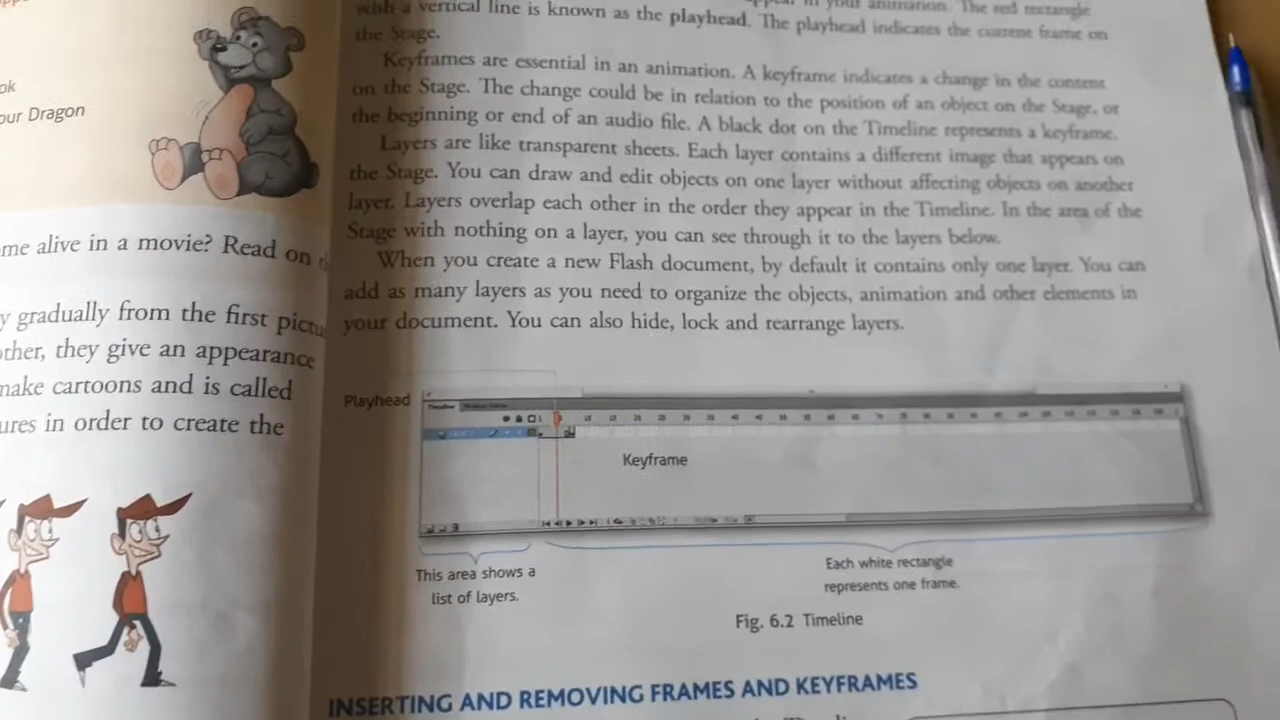 ok
our Dragon
me alive in a movie? Read on
y gradually from the first pictu
other, they give an appearance
make cartoons and is called
ures in order to create the
appear in your animation. The red rectangle
with a vertical line is known as the playhead. The playhead indicates the current frame on
the Stage.
Keyframes are essential in an animation. A keyframe indicates a change in the content
on the Stage. The change could be in relation to the position of an object on the Stage, or
the beginning or end of an audio file. A black dot on the Timeline represents a keyframe.
Layers are like transparent sheets. Each layer contains a different image that appears on
the Stage. You can draw and edit objects on one layer without affecting objects on another
layer. Layers overlap each other in the order they appear in the Timeline. In the area of the
Stage with nothing on a layer, you can see through it to the layers below.
When you create a new Flash document, by default it contains only one layer. You can
add as many layers as you need to organize the objects, animation and other elements in
your document. You can also hide, lock and rearrange layers.
Playhead
Timeline
Keyframe
This area shows a
list of layers.
Each white rectangle
represents one frame.
Fig. 6.2 Timeline
INSERTING AND REMOVING FRAMES AND KEYFRAMES